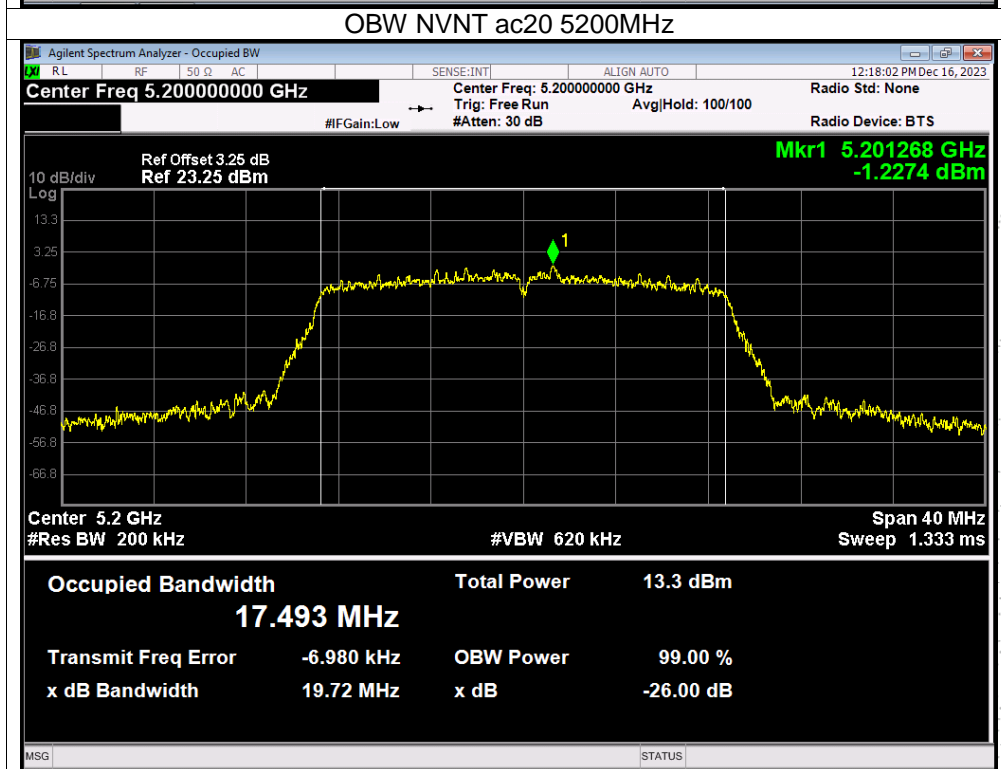 OBW NVNT ac20 5200MHz
Agilent Spectrum Analyzer - Occupied BW
LXI RL RF 50 Ω AC SENSE:INT ALIGN AUTO 12:18:02 PM Dec 16, 2023
Center Freq 5.200000000 GHz Center Freq: 5.200000000 GHz Radio Std: None
Trig: Free Run Avg|Hold: 100/100
#IFGain:Low #Atten: 30 dB Radio Device: BTS
Mkr1 5.201268 GHz
-1.2274 dBm
Ref Offset 3.25 dB
10 dB/div Ref 23.25 dBm
Log
13.3
3.25
1
-6.75
-16.8
-26.8
-36.8
-46.8
-56.8
-66.8
Center 5.2 GHz Span 40 MHz
#Res BW 200 kHz #VBW 620 kHz Sweep 1.333 ms
Occupied Bandwidth Total Power 13.3 dBm
17.493 MHz
Transmit Freq Error -6.980 kHz OBW Power 99.00 %
x dB Bandwidth 19.72 MHz x dB -26.00 dB
MSG STATUS